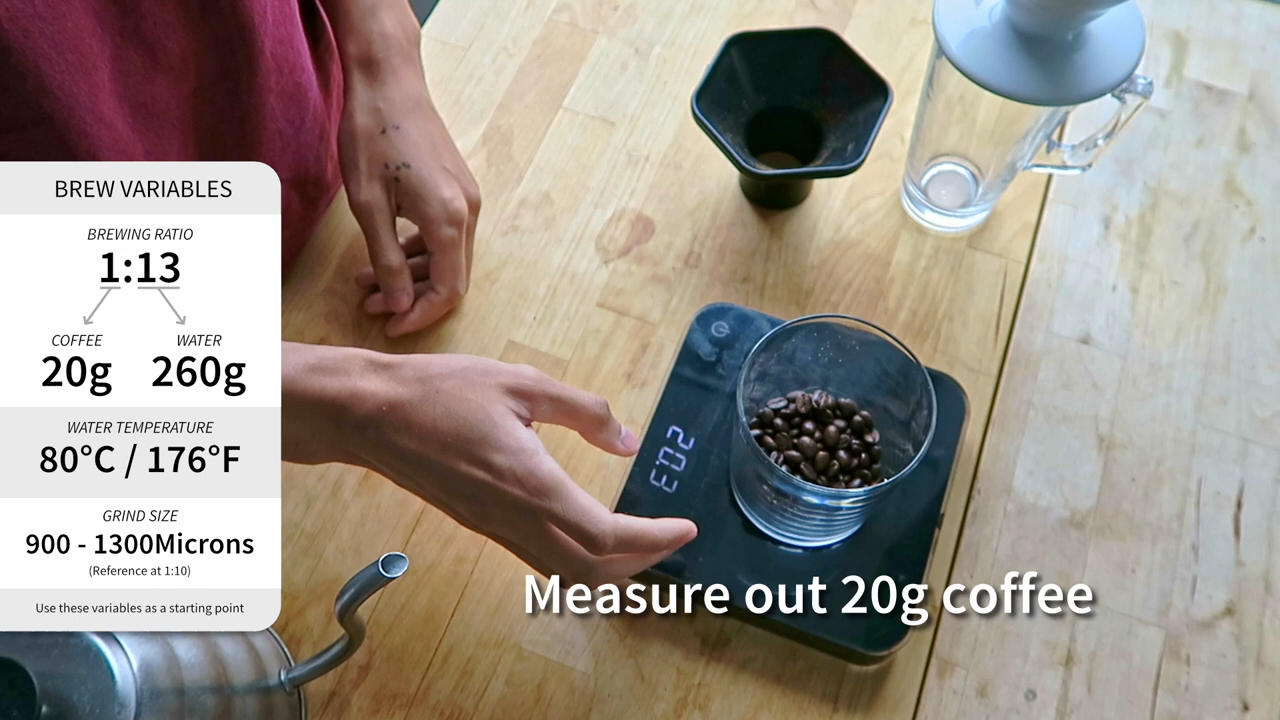 BREW VARIABLES
BREWING RATIO
1:13
COFFEE WATER
20g 260g
WATER TEMPERATURE
80°C / 176°F
GRIND SIZE
900 - 1300Microns
(Reference at 1:10)
Use these variables as a starting point
20.3
Measure out 20g coffee